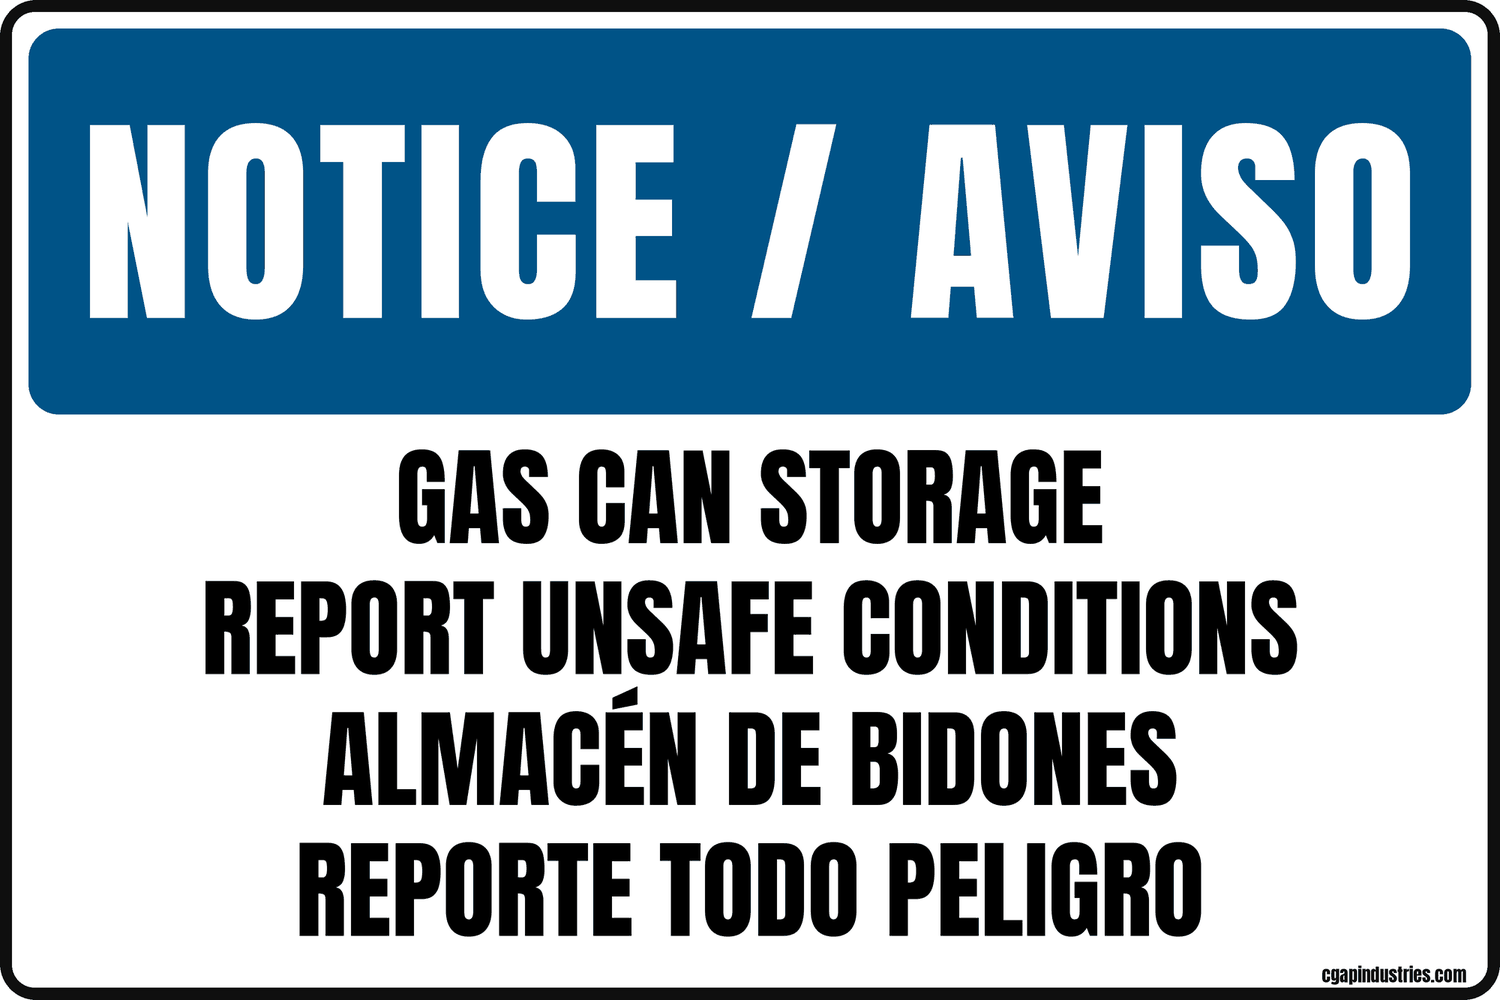 NOTICE / AVISO
GAS CAN STORAGE
REPORT UNSAFE CONDITIONS
ALMACÉN DE BIDONES
REPORTE TODO PELIGRO
cgapindustries.com